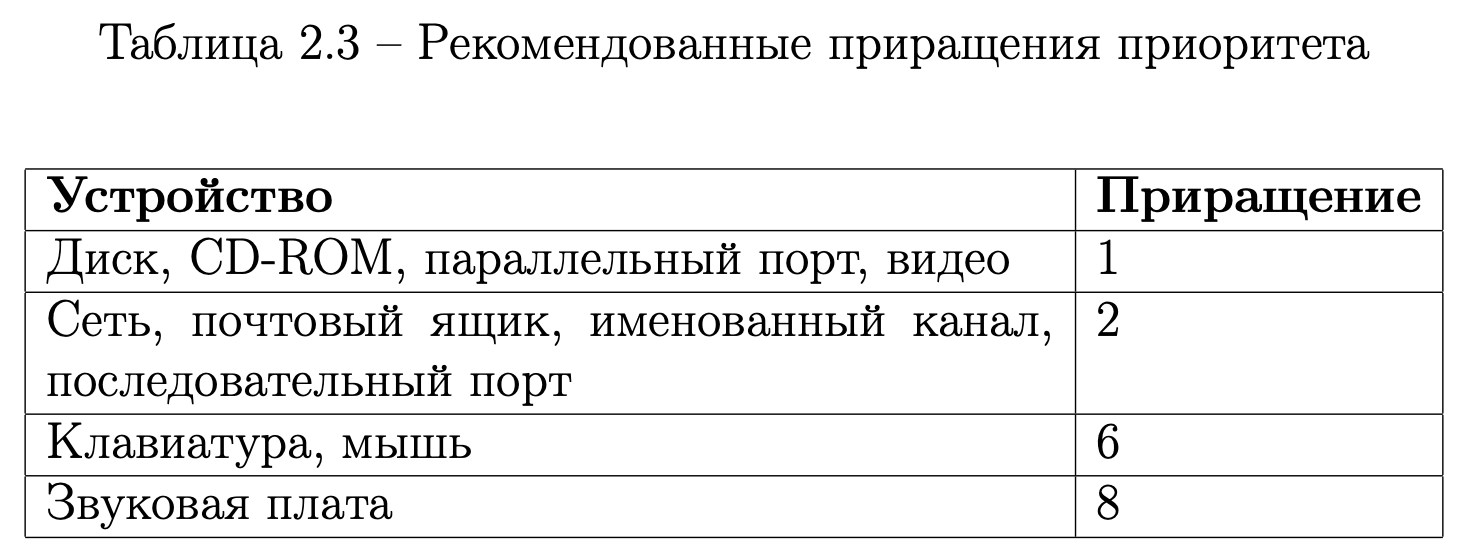 Таблица 2.3 – Рекомендованные приращения приоритета
Устройство Приращение
Диск, CD-ROM, параллельный порт, видео 1
Сеть, почтовый ящик, именованный канал, 2
последовательный порт
Клавиатура, мышь 6
Звуковая плата 8